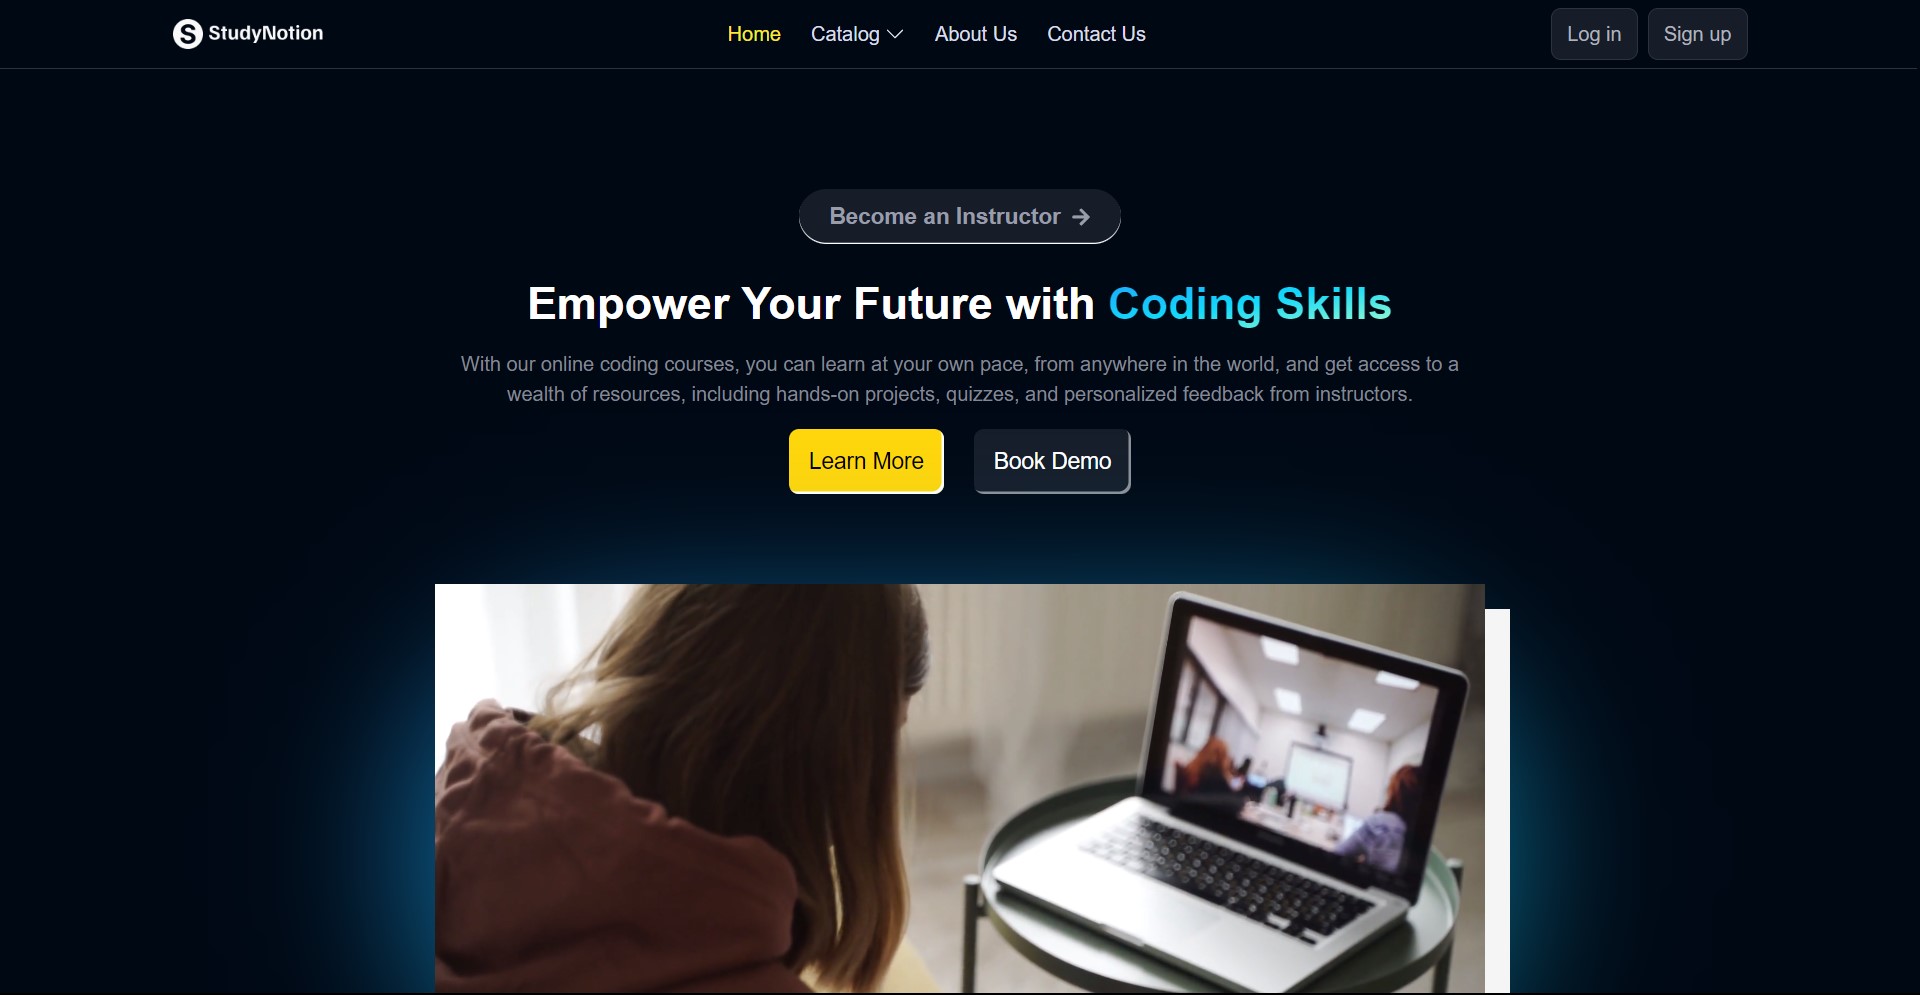 StudyNotion
Home Catalog About Us Contact Us
Log in Sign up
Become an Instructor →
Empower Your Future with Coding Skills
With our online coding courses, you can learn at your own pace, from anywhere in the world, and get access to a
wealth of resources, including hands-on projects, quizzes, and personalized feedback from instructors.
Learn More Book Demo